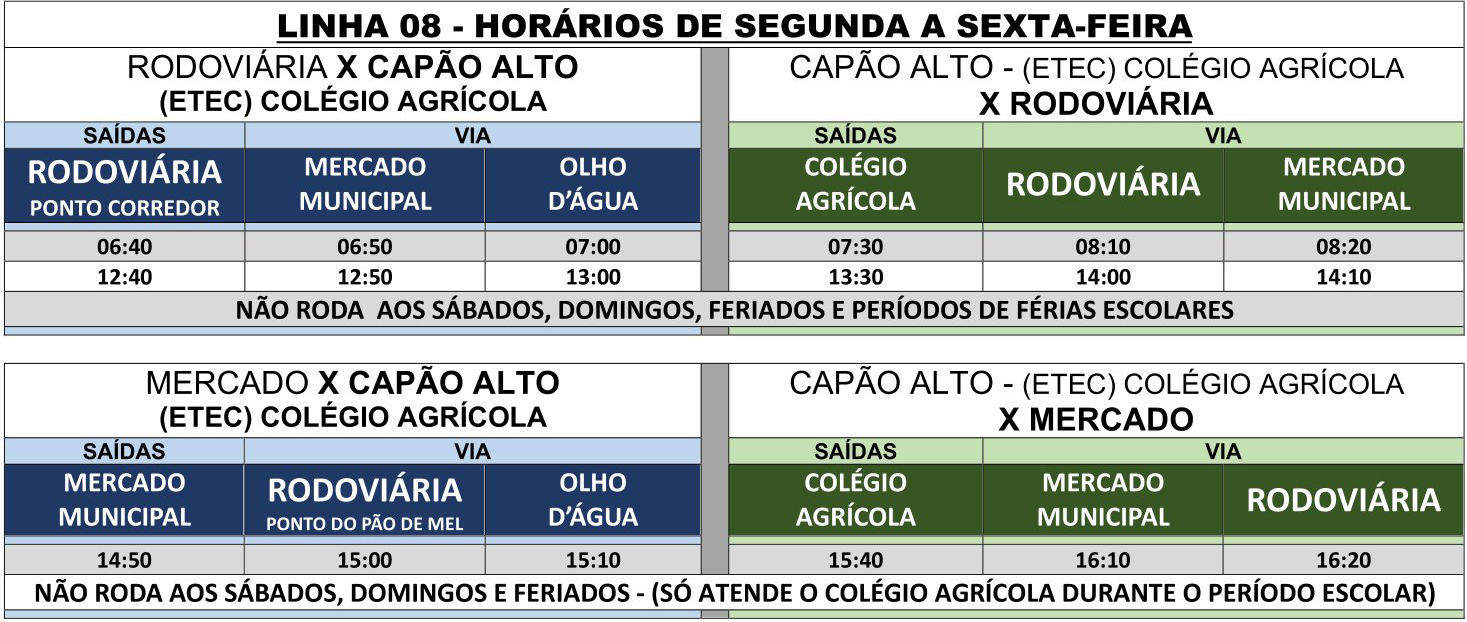 LINHA 08 - HORÁRIOS DE SEGUNDA A SEXTA-FEIRA
RODOVIÁRIA X CAPÃO ALTO
(ETEC) COLÉGIO AGRÍCOLA
CAPÃO ALTO - (ETEC) COLÉGIO AGRÍCOLA
X RODOVIÁRIA
SAÍDAS VIA SAÍDAS VIA
RODOVIÁRIA
PONTO CORREDOR
MERCADO
MUNICIPAL
OLHO
D’ÁGUA
COLÉGIO
AGRÍCOLA
RODOVIÁRIA
MERCADO
MUNICIPAL
06:40 06:50 07:00 07:30 08:10 08:20
12:40 12:50 13:00 13:30 14:00 14:10
NÃO RODA AOS SÁBADOS, DOMINGOS, FERIADOS E PERÍODOS DE FÉRIAS ESCOLARES
MERCADO X CAPÃO ALTO
(ETEC) COLÉGIO AGRÍCOLA
CAPÃO ALTO - (ETEC) COLÉGIO AGRÍCOLA
X MERCADO
SAÍDAS VIA SAÍDAS VIA
MERCADO
MUNICIPAL
RODOVIÁRIA
PONTO DO PÃO DE MEL
OLHO
D’ÁGUA
COLÉGIO
AGRÍCOLA
MERCADO
MUNICIPAL
RODOVIÁRIA
14:50 15:00 15:10 15:40 16:10 16:20
NÃO RODA AOS SÁBADOS, DOMINGOS E FERIADOS - (SÓ ATENDE O COLÉGIO AGRÍCOLA DURANTE O PERÍODO ESCOLAR)